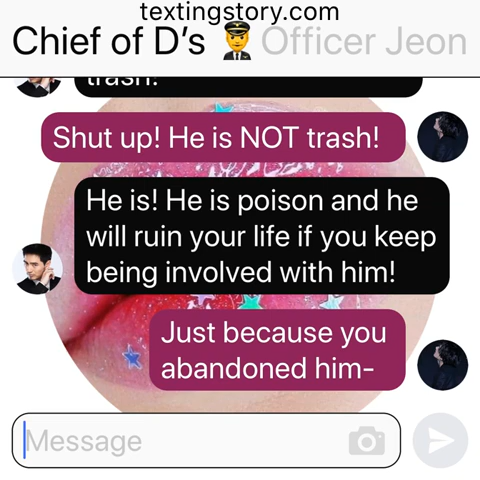 textingstory.com
Chief of D's 👮 Officer Jeon
trash!
Shut up! He is NOT trash!
He is! He is poison and he
will ruin your life if you keep
being involved with him!
Just because you
abandoned him-
Message